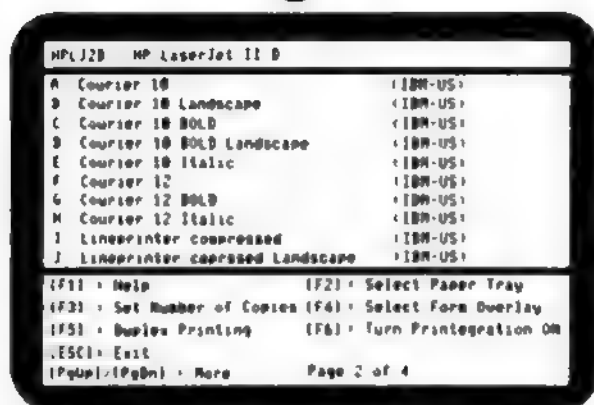 HPLJ2D HP LaserJet II D
A Courier 10 <IBM-US>
B Courier 10 Landscape <IBM-US>
C Courier 10 BOLD <IBM-US>
D Courier 10 BOLD Landscape <IBM-US>
E Courier 10 Italic <IBM-US>
F Courier 12 <IBM-US>
G Courier 12 BOLD <IBM-US>
H Courier 12 Italic <IBM-US>
I Lineprinter compressed <IBM-US>
J Lineprinter coprssed Landscape <IBM-US>
[F1] = Help [F2] = Select Paper Tray
[F3] = Set Number of Copies [F4] = Select Form Overlay
[F5] = Duplex Printing [F6] = Turn Printegration ON
[ESC] = Exit
[PgUp]/[PgDn] = More Page 2 of 4